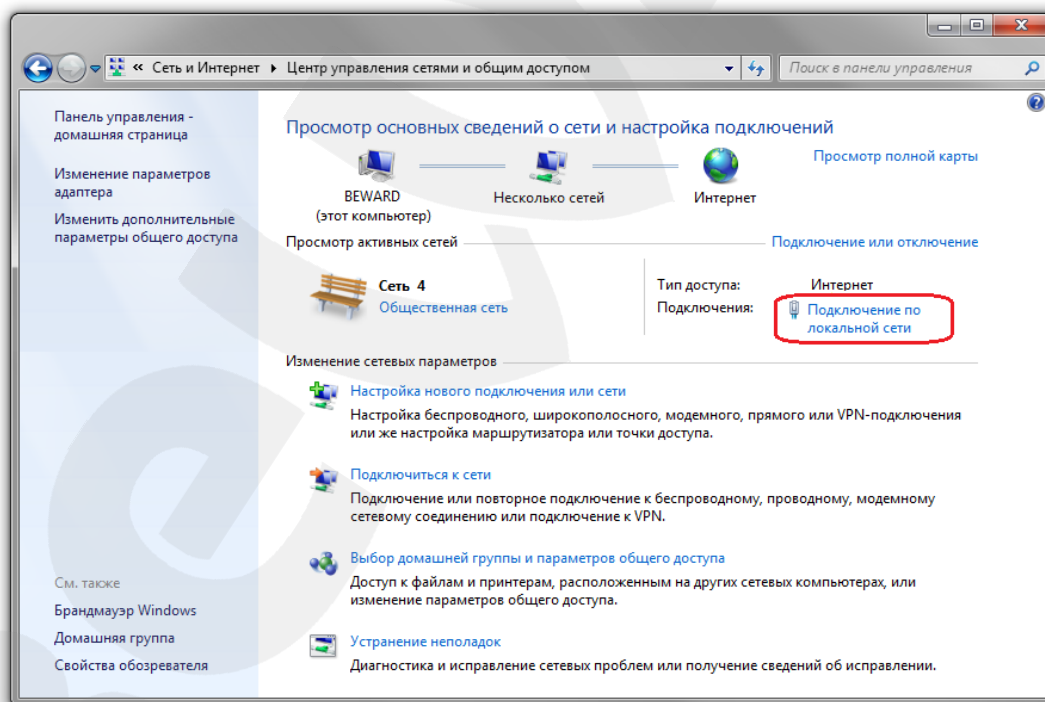 « Сеть и Интернет ▸ Центр управления сетями и общим доступом
Поиск в панели управления
Панель управления -
домашняя страница
Изменение параметров
адаптера
Изменить дополнительные
параметры общего доступа
Просмотр основных сведений о сети и настройка подключений
Просмотр полной карты
BEWARD
(этот компьютер)
Несколько сетей
Интернет
Просмотр активных сетей
Подключение или отключение
Сеть 4
Общественная сеть
Тип доступа: Интернет
Подключения: Подключение по
локальной сети
Изменение сетевых параметров
Настройка нового подключения или сети
Настройка беспроводного, широкополосного, модемного, прямого или VPN-подключения
или же настройка маршрутизатора или точки доступа.
Подключиться к сети
Подключение или повторное подключение к беспроводному, проводному, модемному
сетевому соединению или подключение к VPN.
Выбор домашней группы и параметров общего доступа
Доступ к файлам и принтерам, расположенным на других сетевых компьютерах, или
изменение параметров общего доступа.
Устранение неполадок
Диагностика и исправление сетевых проблем или получение сведений об исправлении.
См. также
Брандмауэр Windows
Домашняя группа
Свойства обозревателя